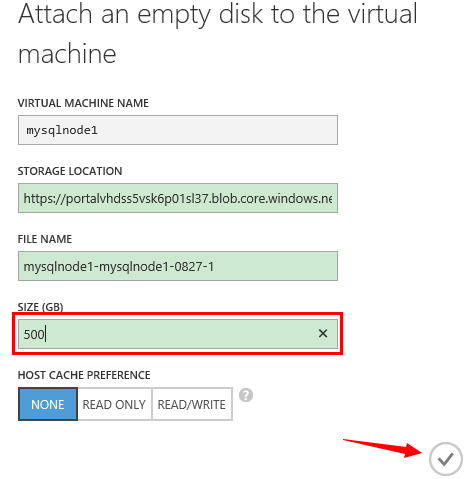 Attach an empty disk to the virtual
machine
VIRTUAL MACHINE NAME
mysqlnode1
STORAGE LOCATION
https://portalvhdss5vsk6p01sl37.blob.core.windows.ne
FILE NAME
mysqlnode1-mysqlnode1-0827-1
SIZE (GB)
500
HOST CACHE PREFERENCE
NONE READ ONLY READ/WRITE ?